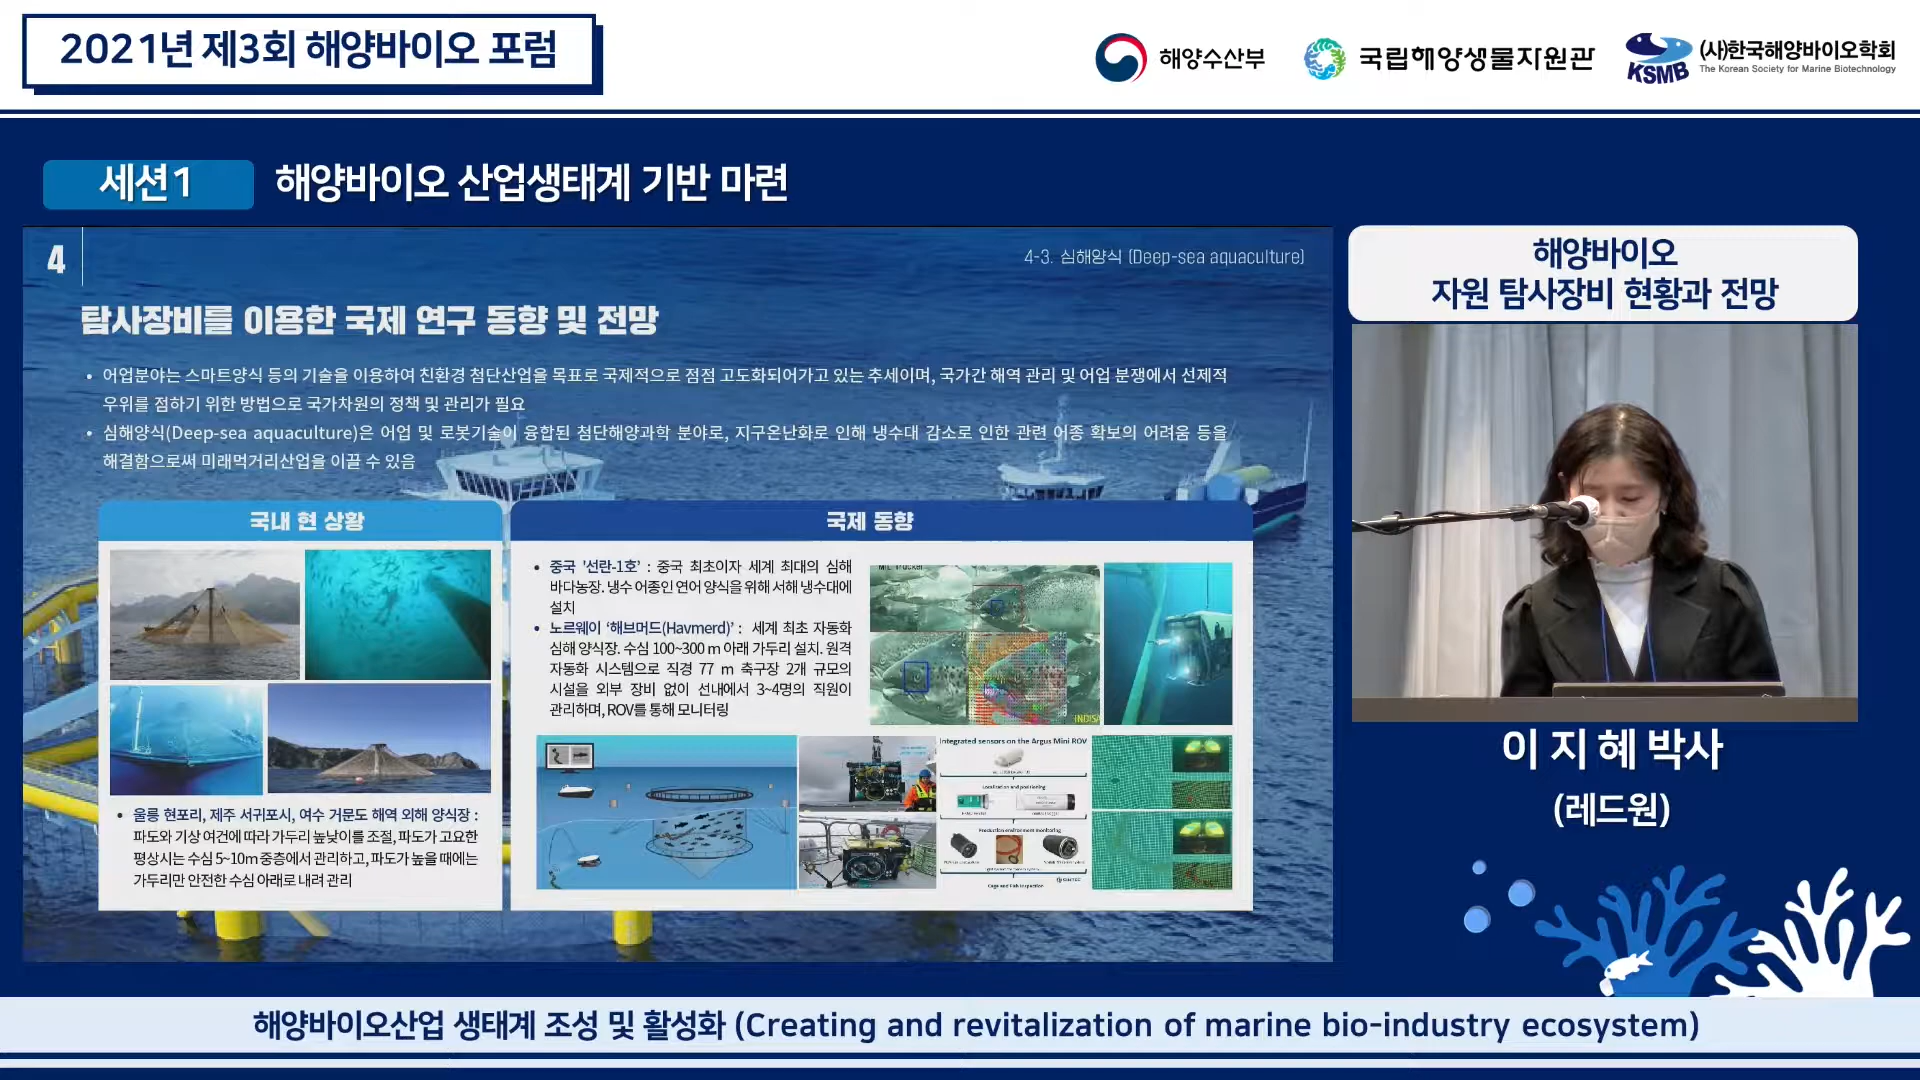 2021년 제3회 해양바이오 포럼
해양수산부
국립해양생물자원관
KSMB
(사)한국해양바이오학회
The Korean Society for Marine Biotechnology
세션1
해양바이오 산업생태계 기반 마련
4
4-3. 심해양식 (Deep-sea aquaculture)
탐사장비를 이용한 국제 연구 동향 및 전망
• 어업분야는 스마트양식 등의 기술을 이용하여 친환경 첨단산업을 목표로 국제적으로 점점 고도화되어가고 있는 추세이며, 국가간 해역 관리 및 어업 분쟁에서 선제적
우위를 점하기 위한 방법으로 국가차원의 정책 및 관리가 필요
• 심해양식(Deep-sea aquaculture)은 어업 및 로봇기술이 융합된 첨단해양과학 분야로, 지구온난화로 인해 냉수대 감소로 인한 관련 어종 확보의 어려움 등을
해결함으로써 미래먹거리산업을 이끌 수 있음
국내 현 상황
• 울릉 현포리, 제주 서귀포시, 여수 거문도 해역 외해 양식장 :
파도와 기상 여건에 따라 가두리 높낮이를 조절, 파도가 고요한
평상시는 수심 5~10m 중층에서 관리하고, 파도가 높을 때에는
가두리만 안전한 수심 아래로 내려 관리
국제 동향
• 중국 '선란-1호' : 중국 최초이자 세계 최대의 심해
바다농장. 냉수 어종인 연어 양식을 위해 서해 냉수대에
설치
• 노르웨이 ‘해브머드(Havmerd)’ : 세계 최초 자동화
심해 양식장. 수심 100~300 m 아래 가두리 설치. 원격
자동화 시스템으로 직경 77 m 축구장 2개 규모의
시설을 외부 장비 없이 선내에서 3~4명의 직원이
관리하며, ROV를 통해 모니터링
Integrated sensors on the Argus Mini ROV
Localization and positioning
Production environment monitoring
Cage and Fish Inspection
해양바이오
자원 탐사장비 현황과 전망
이 지 혜 박사
(레드원)
해양바이오산업 생태계 조성 및 활성화 (Creating and revitalization of marine bio-industry ecosystem)